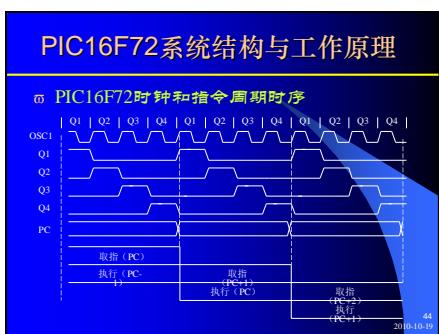 PIC16F72系统结构与工作原理
PIC16F72时钟和指令周期时序
Q1 Q2 Q3 Q4 Q1 Q2 Q3 Q4 Q1 Q2 Q3 Q4
OSC1
Q1
Q2
Q3
Q4
PC
取指(PC)
执行(PC-1)
取指(PC+1)
执行(PC)
取指(PC+2)
执行(PC+1)
44
2010-10-19